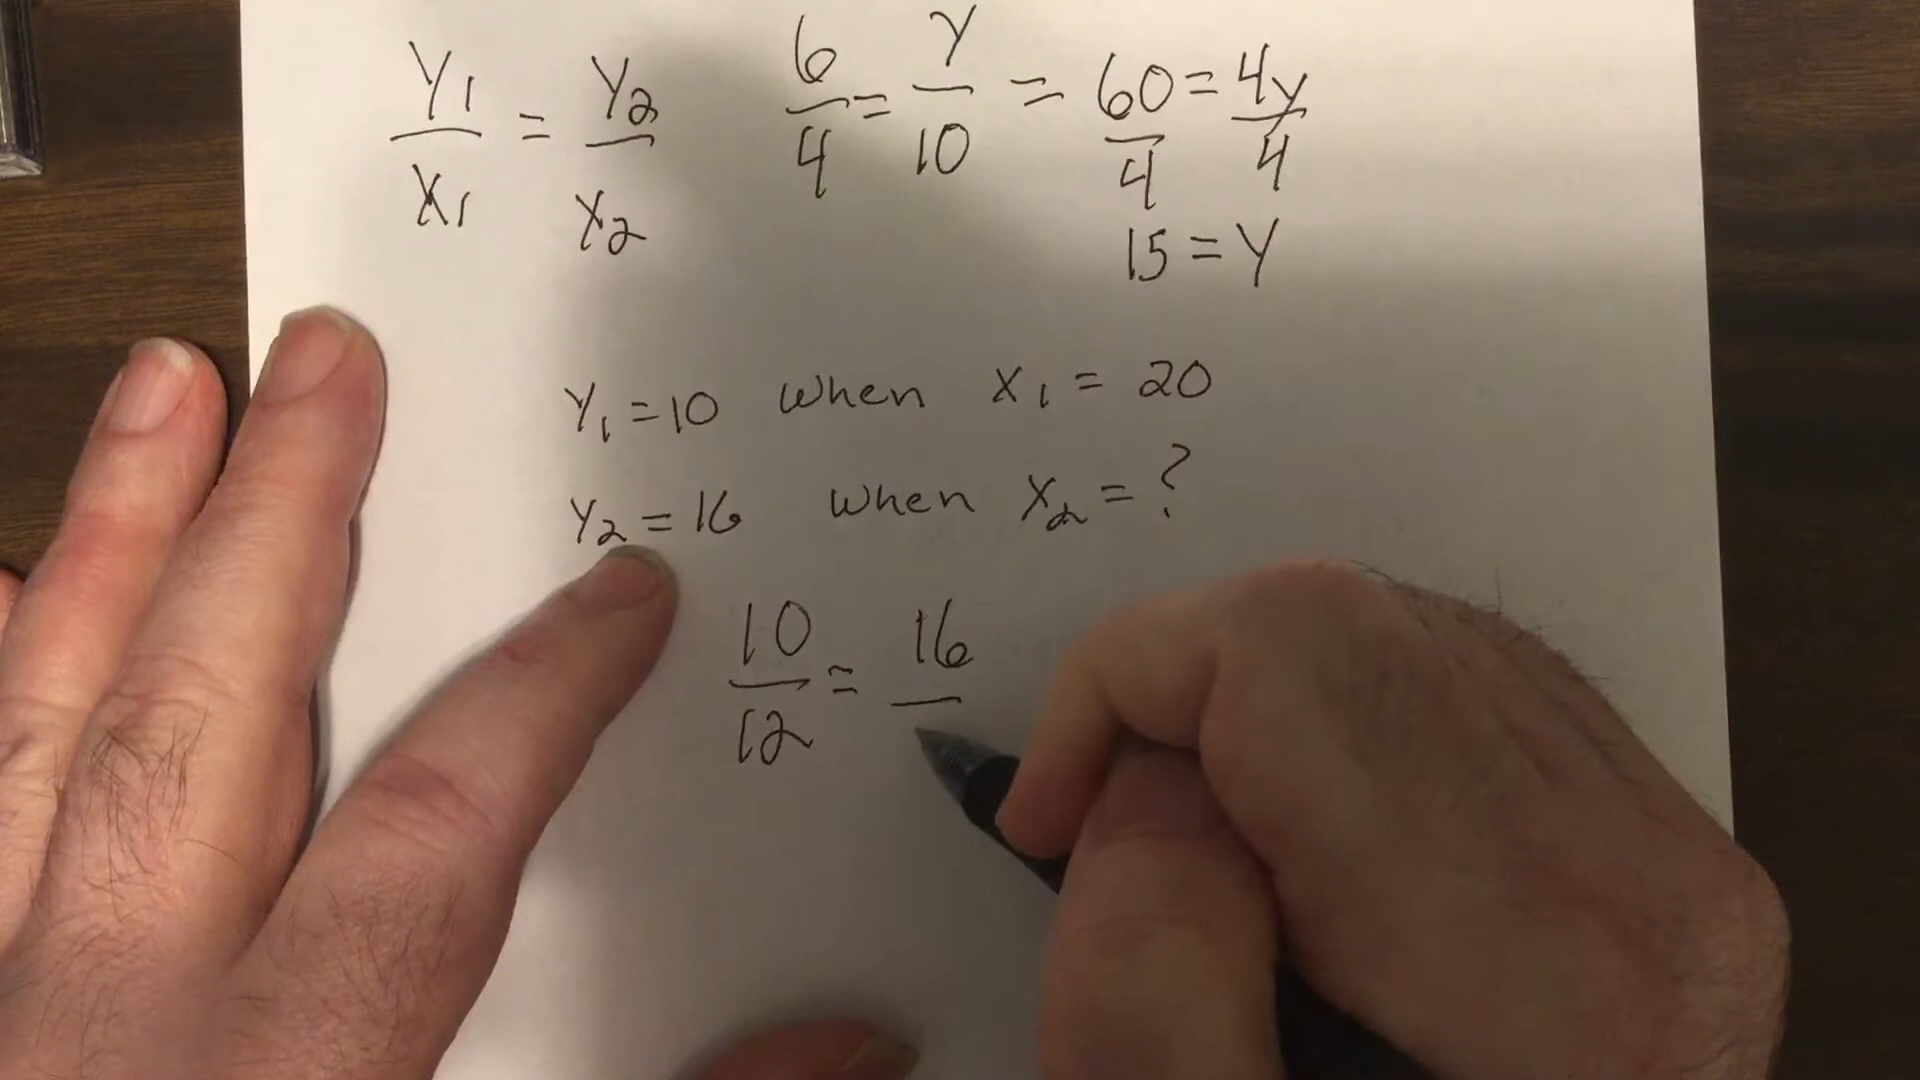 Y₁/X₁ = Y₂/X₂
6/4 = Y/10 = 60/4 = 4y/4
15 = Y
Y₁ = 10 when X₁ = 20
Y₂ = 16 when X₂ = ?
10/12 = 16/